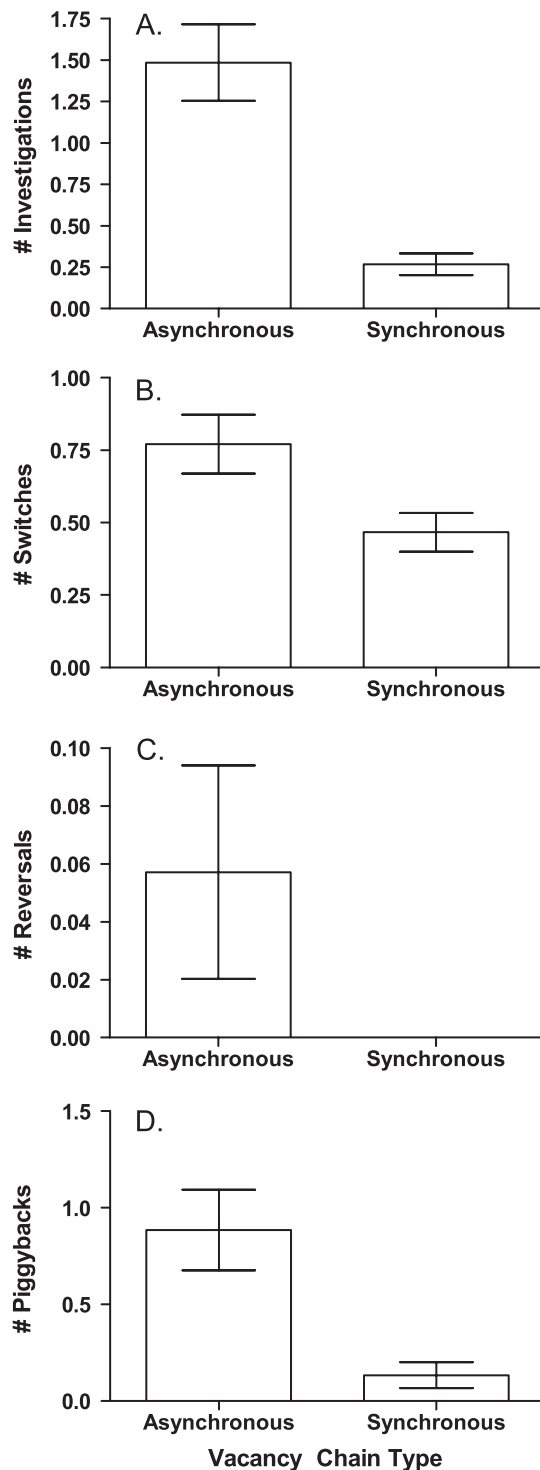 A.
# Investigations
1.75
1.50
1.25
1.00
0.75
0.50
0.25
0.00
Asynchronous Synchronous
B.
# Switches
1.00
0.75
0.50
0.25
0.00
Asynchronous Synchronous
C.
# Reversals
0.10
0.08
0.06
0.04
0.02
0.00
Asynchronous Synchronous
D.
# Piggybacks
1.5
1.0
0.5
0.0
Asynchronous Synchronous
Vacancy Chain Type